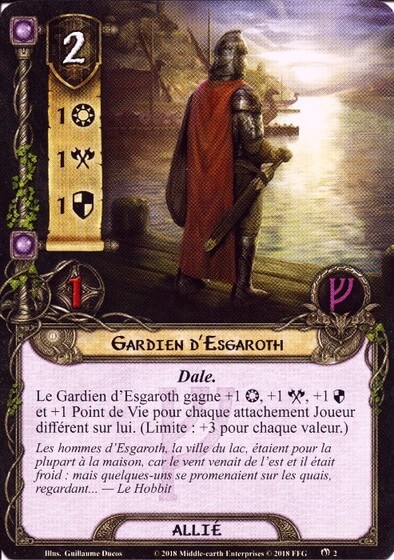 2
1
1
1
1
Gardien d'Esgaroth
Dale.
Le Gardien d'Esgaroth gagne +1 , +1 , +1
et +1 Point de Vie pour chaque attachement Joueur
différent sur lui. (Limite : +3 pour chaque valeur.)
Les hommes d'Esgaroth, la ville du lac, étaient pour la
plupart à la maison, car le vent venait de l'est et il était
froid : mais quelques-uns se promenaient sur les quais,
regardant... — Le Hobbit
Allié
Illus. Guillaume Ducos © 2018 Middle-earth Enterprises © 2018 FFG 2